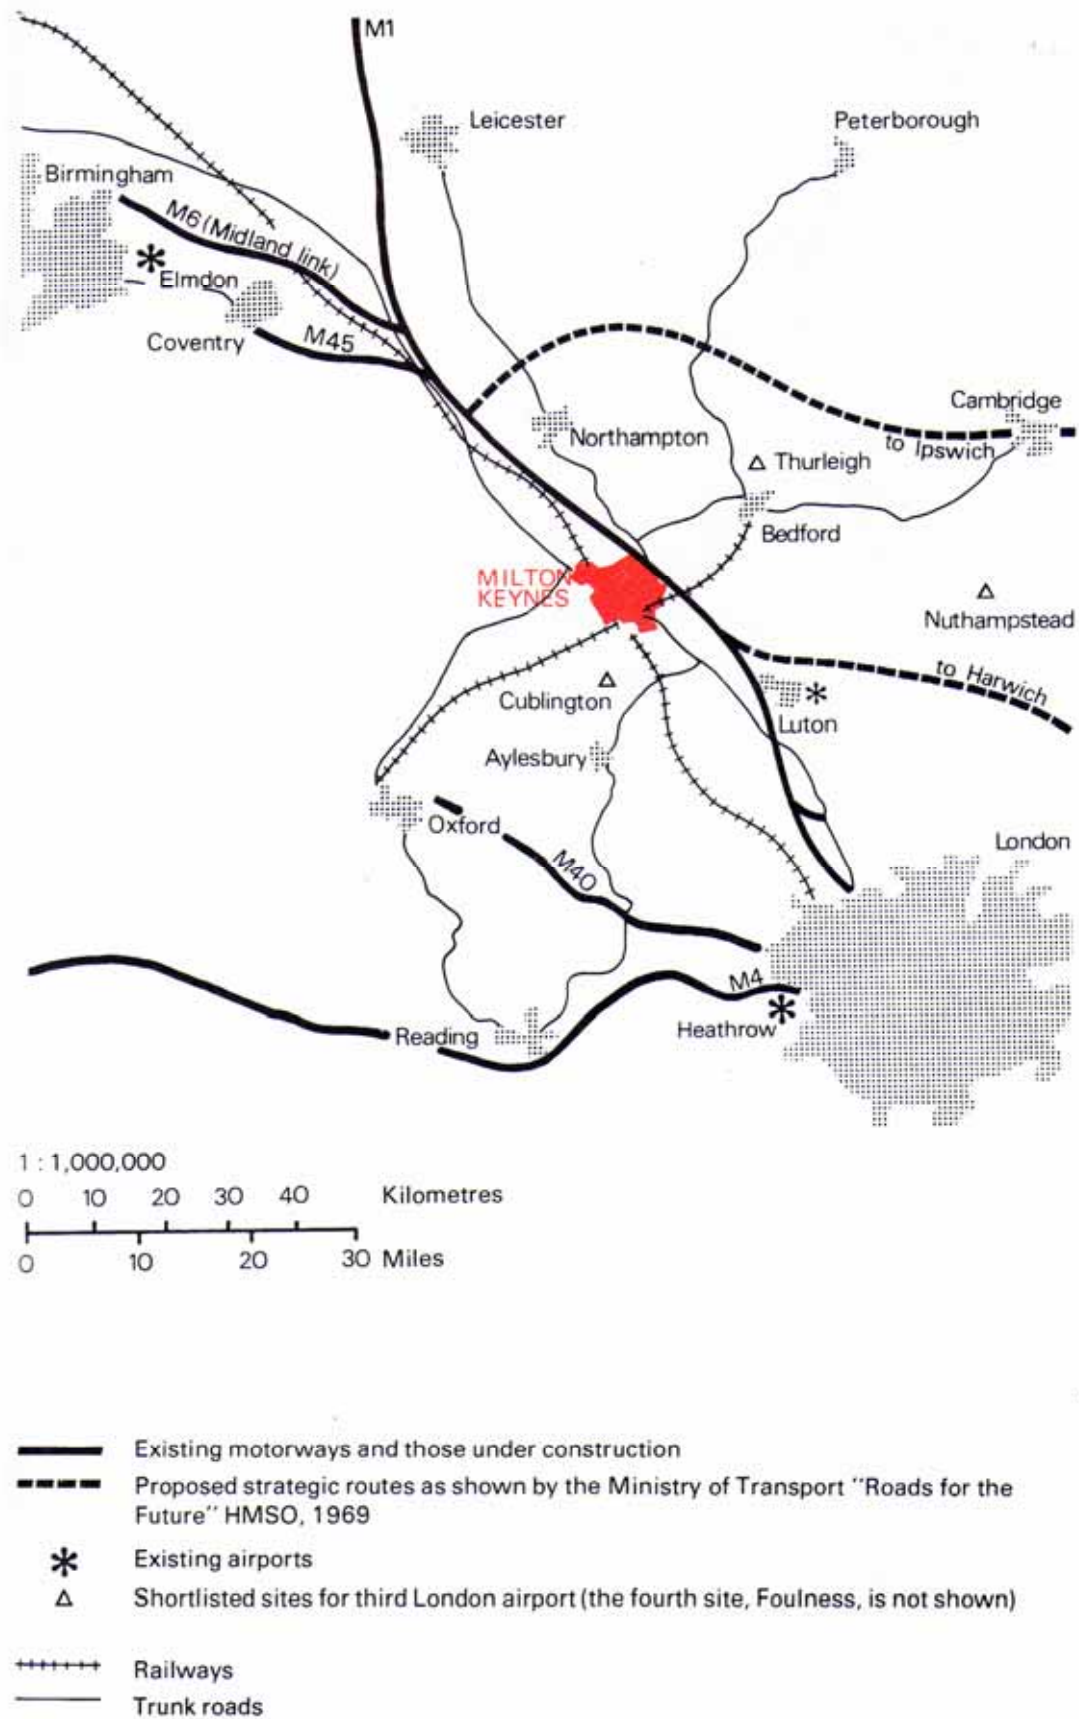 M1
Leicester
Peterborough
Birmingham
M6 (Midland link)
Elmdon
Coventry
M45
Cambridge
Northampton
to Ipswich
Thurleigh
Bedford
MILTON
KEYNES
Nuthampstead
to Harwich
Cublington
Luton
Aylesbury
Oxford
M40
London
M4
Reading
Heathrow
1 : 1,000,000
0 10 20 30 40 Kilometres
0 10 20 30 Miles
Existing motorways and those under construction
Proposed strategic routes as shown by the Ministry of Transport "Roads for the
Future" HMSO, 1969
Existing airports
Shortlisted sites for third London airport (the fourth site, Foulness, is not shown)
Railways
Trunk roads